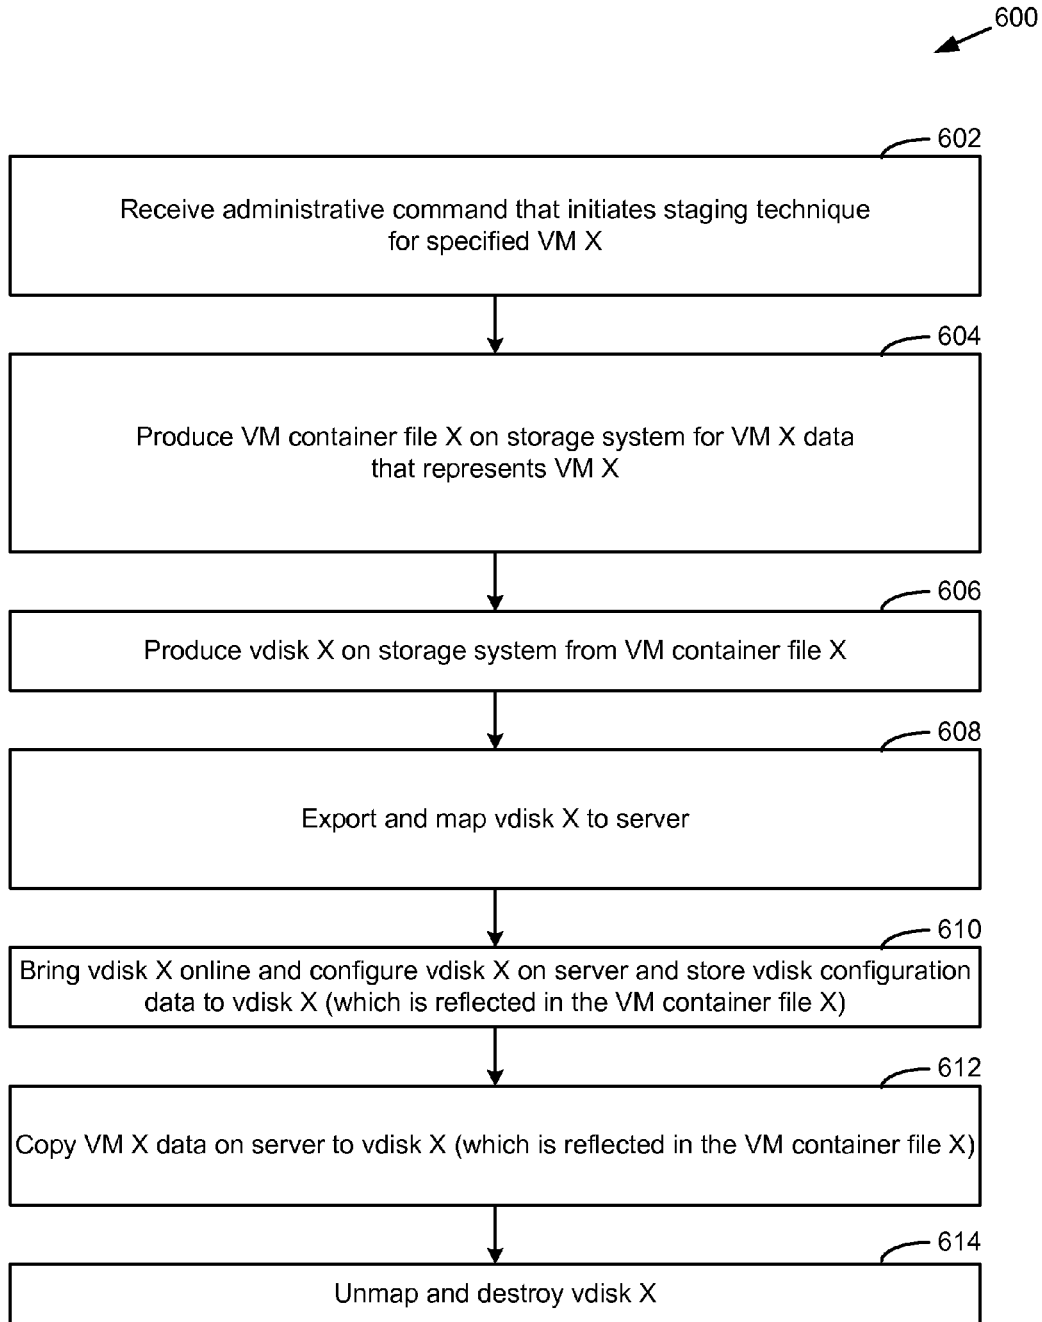 600
602
Receive administrative command that initiates staging technique
for specified VM X
604
Produce VM container file X on storage system for VM X data
that represents VM X
606
Produce vdisk X on storage system from VM container file X
608
Export and map vdisk X to server
610
Bring vdisk X online and configure vdisk X on server and store vdisk configuration
data to vdisk X (which is reflected in the VM container file X)
612
Copy VM X data on server to vdisk X (which is reflected in the VM container file X)
614
Unmap and destroy vdisk X